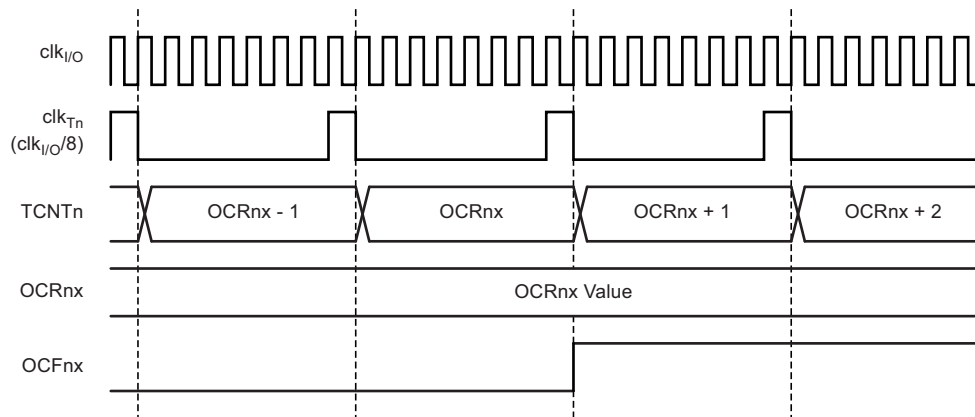 clkI/O
clkTn
(clkI/O/8)
TCNTn OCRnx - 1 OCRnx OCRnx + 1 OCRnx + 2
OCRnx OCRnx Value
OCFnx